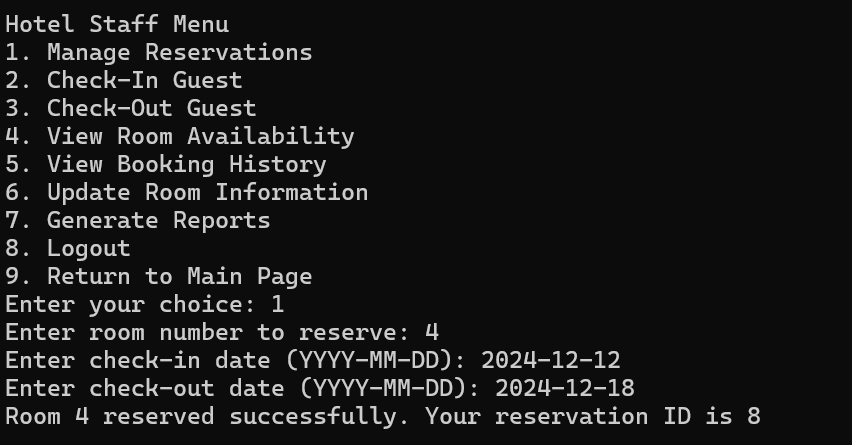 Hotel Staff Menu
1. Manage Reservations
2. Check-In Guest
3. Check-Out Guest
4. View Room Availability
5. View Booking History
6. Update Room Information
7. Generate Reports
8. Logout
9. Return to Main Page
Enter your choice: 1
Enter room number to reserve: 4
Enter check-in date (YYYY-MM-DD): 2024-12-12
Enter check-out date (YYYY-MM-DD): 2024-12-18
Room 4 reserved successfully. Your reservation ID is 8